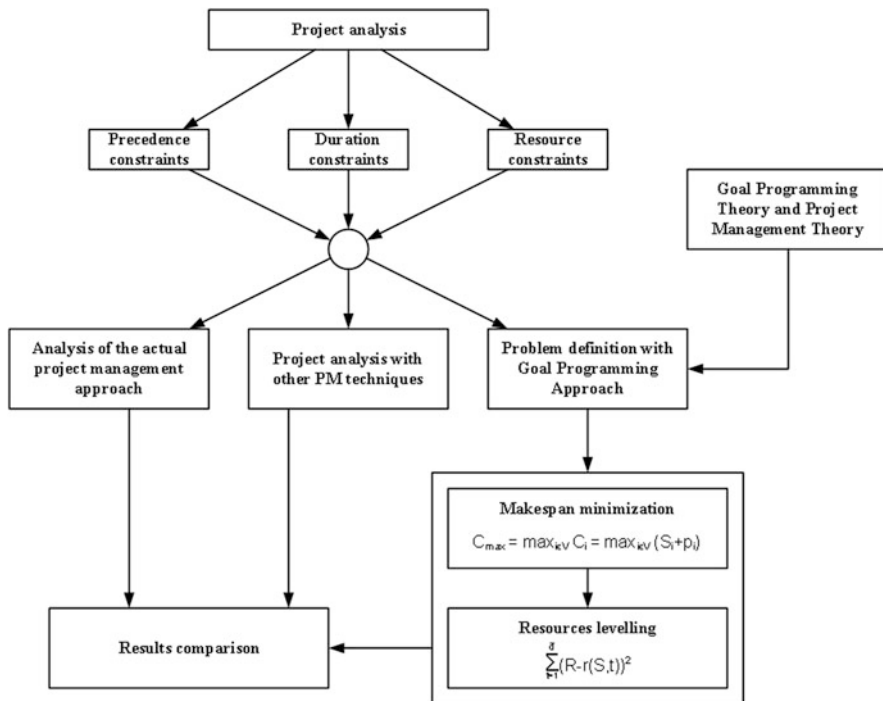 Project analysis
Precedence
constraints
Duration
constraints
Resource
constraints
Goal Programming
Theory and Project
Management Theory
Analysis of the actual
project management
approach
Project analysis with
other PM techniques
Problem definition with
Goal Programming
Approach
Makespan minimization
Cmax = maxi∈V Ci = maxi∈V (Si+pi)
Resources levelling
d
∑(R-r(S,t))²
t=1
Results comparison